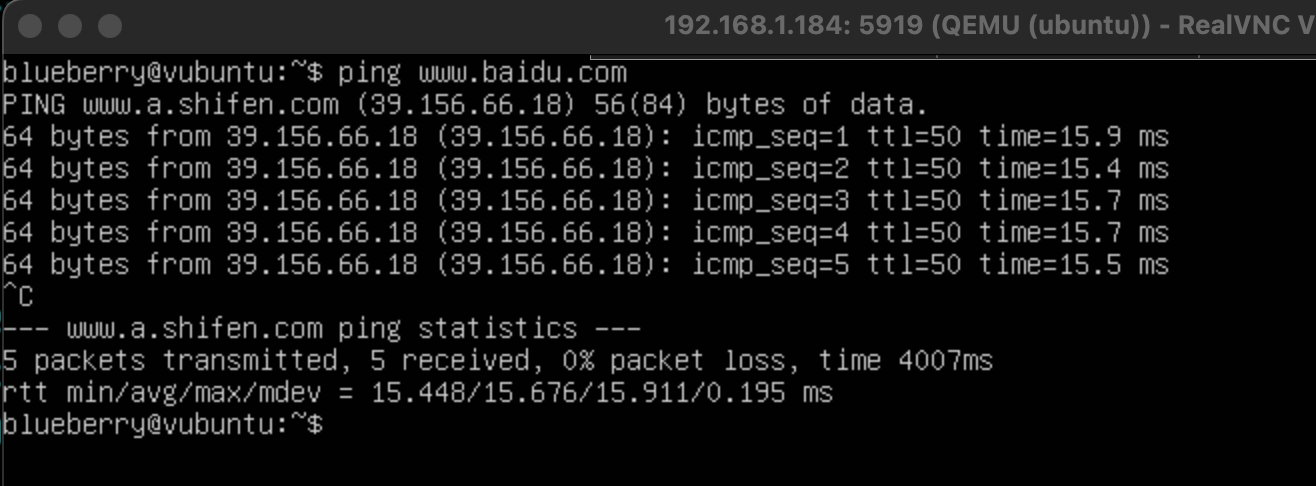 192.168.1.184: 5919 (QEMU (ubuntu)) - RealVNC V
blueberry@vubuntu:~$ ping www.baidu.com
PING www.a.shifen.com (39.156.66.18) 56(84) bytes of data.
64 bytes from 39.156.66.18 (39.156.66.18): icmp_seq=1 ttl=50 time=15.9 ms
64 bytes from 39.156.66.18 (39.156.66.18): icmp_seq=2 ttl=50 time=15.4 ms
64 bytes from 39.156.66.18 (39.156.66.18): icmp_seq=3 ttl=50 time=15.7 ms
64 bytes from 39.156.66.18 (39.156.66.18): icmp_seq=4 ttl=50 time=15.7 ms
64 bytes from 39.156.66.18 (39.156.66.18): icmp_seq=5 ttl=50 time=15.5 ms
^C
--- www.a.shifen.com ping statistics ---
5 packets transmitted, 5 received, 0% packet loss, time 4007ms
rtt min/avg/max/mdev = 15.448/15.676/15.911/0.195 ms
blueberry@vubuntu:~$